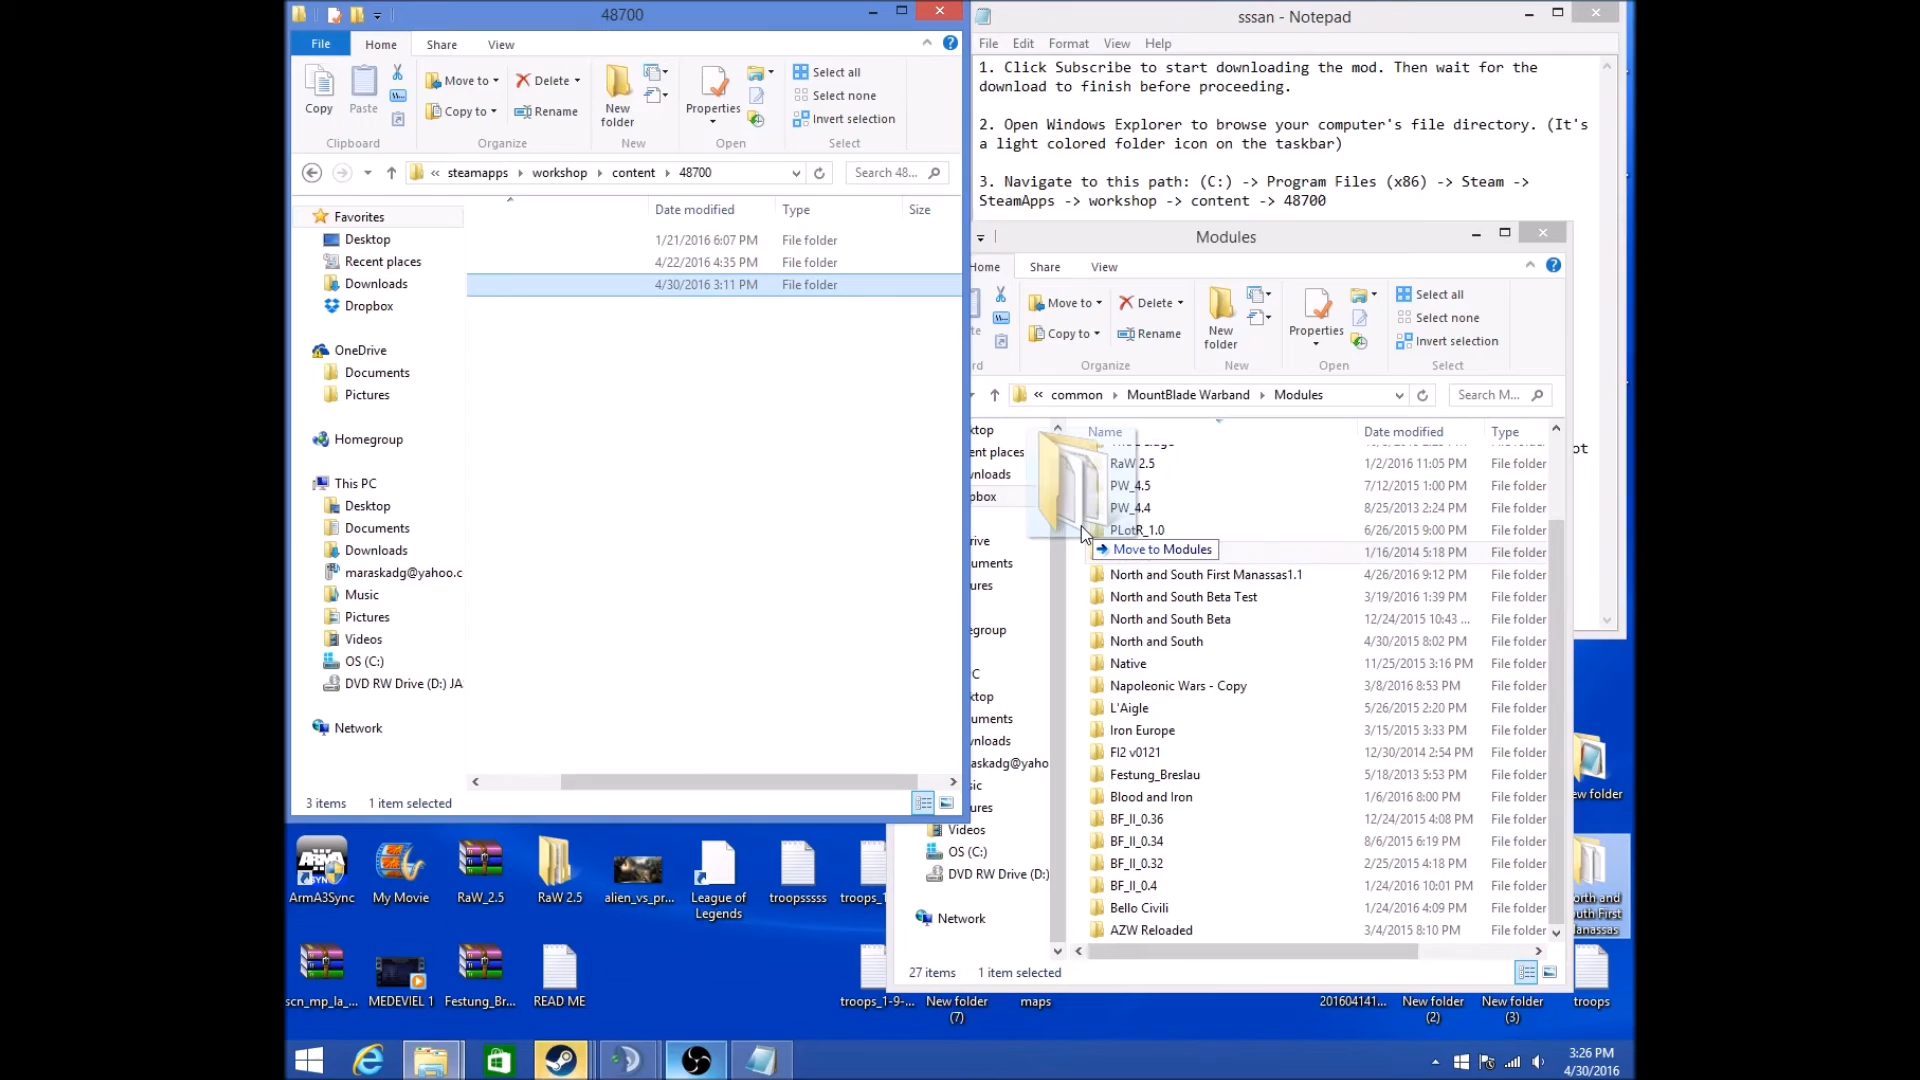 48700
File Home Share View
Copy
Paste
Move to
Copy to
Delete
Rename
New folder
Properties
Select all
Select none
Invert selection
Clipboard Organize New Open Select
« steamapps workshop content 48700
Search 48...
Date modified Type Size
1/21/2016 6:07 PM File folder
4/22/2016 4:35 PM File folder
4/30/2016 3:11 PM File folder
Favorites
Desktop
Recent places
Downloads
Dropbox
OneDrive
Documents
Pictures
Homegroup
This PC
Desktop
Documents
Downloads
maraskadg@yahoo.c
Music
Pictures
Videos
OS (C:)
DVD RW Drive (D:) JA
Network
3 items 1 item selected
sssan - Notepad
File Edit Format View Help
1. Click Subscribe to start downloading the mod. Then wait for the
download to finish before proceeding.
2. Open Windows Explorer to browse your computer's file directory. (It's
a light colored folder icon on the taskbar)
3. Navigate to this path: (C:) -> Program Files (x86) -> Steam ->
SteamApps -> workshop -> content -> 48700
Modules
Home Share View
Move to
Copy to
Delete
Rename
New folder
Properties
Select all
Select none
Invert selection
Organize New Open Select
« common MountBlade Warband Modules
Search M...
Name Date modified Type
RaW 2.5 1/2/2016 11:05 PM File folder
PW_4.5 7/12/2015 1:00 PM File folder
PW_4.4 8/25/2013 2:24 PM File folder
PLotR_1.0 6/26/2015 9:00 PM File folder
Move to Modules
1/16/2014 5:18 PM File folder
North and South First Manassas1.1 4/26/2016 9:12 PM File folder
North and South Beta Test 3/19/2016 1:39 PM File folder
North and South Beta 12/24/2015 10:43 ... File folder
North and South 4/30/2015 8:02 PM File folder
Native 11/25/2015 3:16 PM File folder
Napoleonic Wars - Copy 3/8/2016 8:53 PM File folder
L'Aigle 5/26/2015 2:20 PM File folder
Iron Europe 3/15/2015 3:33 PM File folder
FI2 v0121 12/30/2014 2:54 PM File folder
Festung_Breslau 5/18/2013 5:53 PM File folder
Blood and Iron 1/6/2016 8:00 PM File folder
BF_II_0.36 12/24/2015 4:08 PM File folder
BF_II_0.34 8/6/2015 6:19 PM File folder
BF_II_0.32 2/25/2015 4:18 PM File folder
BF_II_0.4 1/24/2016 10:01 PM File folder
Bello Civili 1/24/2016 4:09 PM File folder
AZW Reloaded 3/4/2015 8:10 PM File folder
Videos
OS (C:)
DVD RW Drive (D:)
Network
27 items 1 item selected
ArmA3Sync
My Movie
RaW_2.5
RaW 2.5
alien_vs_pr...
League of Legends
troopsssss
troops_1
scn_mp_la_...
MEDEVIEL 1
Festung_Br...
READ ME
troops_1-9-...
New folder (7)
maps
201604141...
New folder (2)
New folder (3)
troops
3:26 PM
4/30/2016